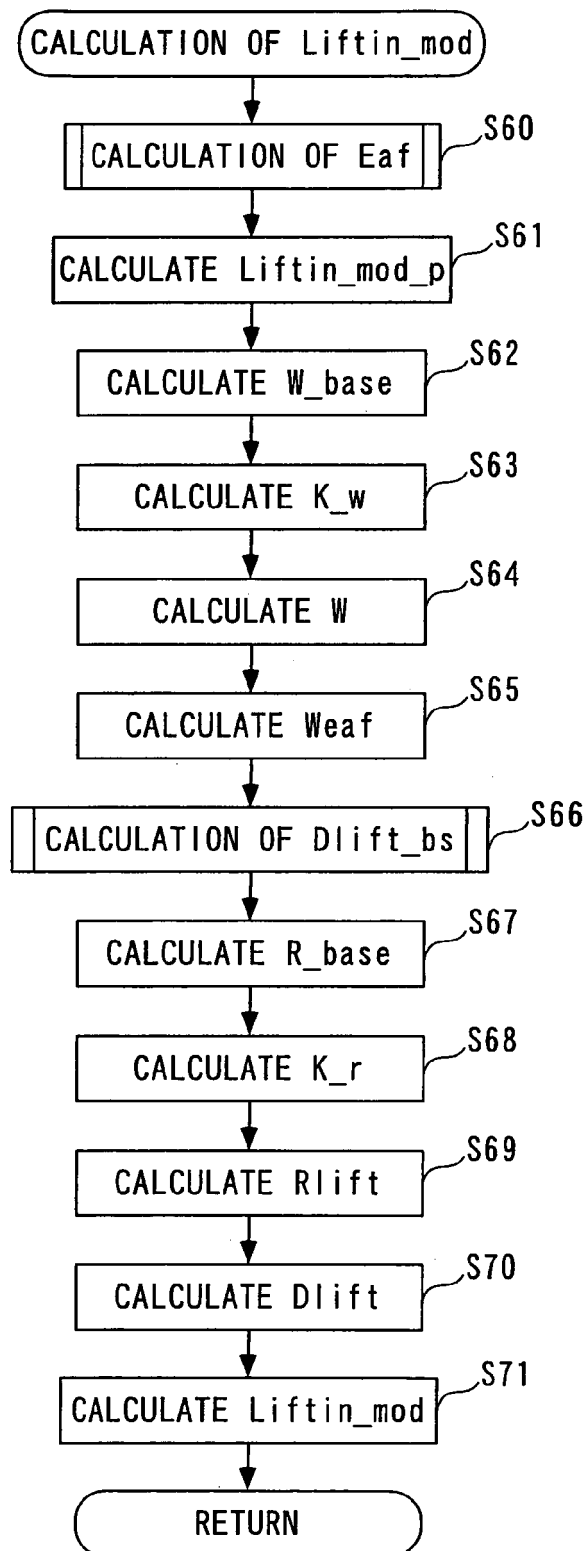 CALCULATION OF Liftin_mod
S60
CALCULATION OF Eaf
S61
CALCULATE Liftin_mod_p
S62
CALCULATE W_base
S63
CALCULATE K_w
S64
CALCULATE W
S65
CALCULATE Weaf
S66
CALCULATION OF Dlift_bs
S67
CALCULATE R_base
S68
CALCULATE K_r
S69
CALCULATE Rlift
S70
CALCULATE Dlift
S71
CALCULATE Liftin_mod
RETURN